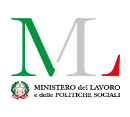 ML
MINISTERO del LAVORO
e delle POLITICHE SOCIALI